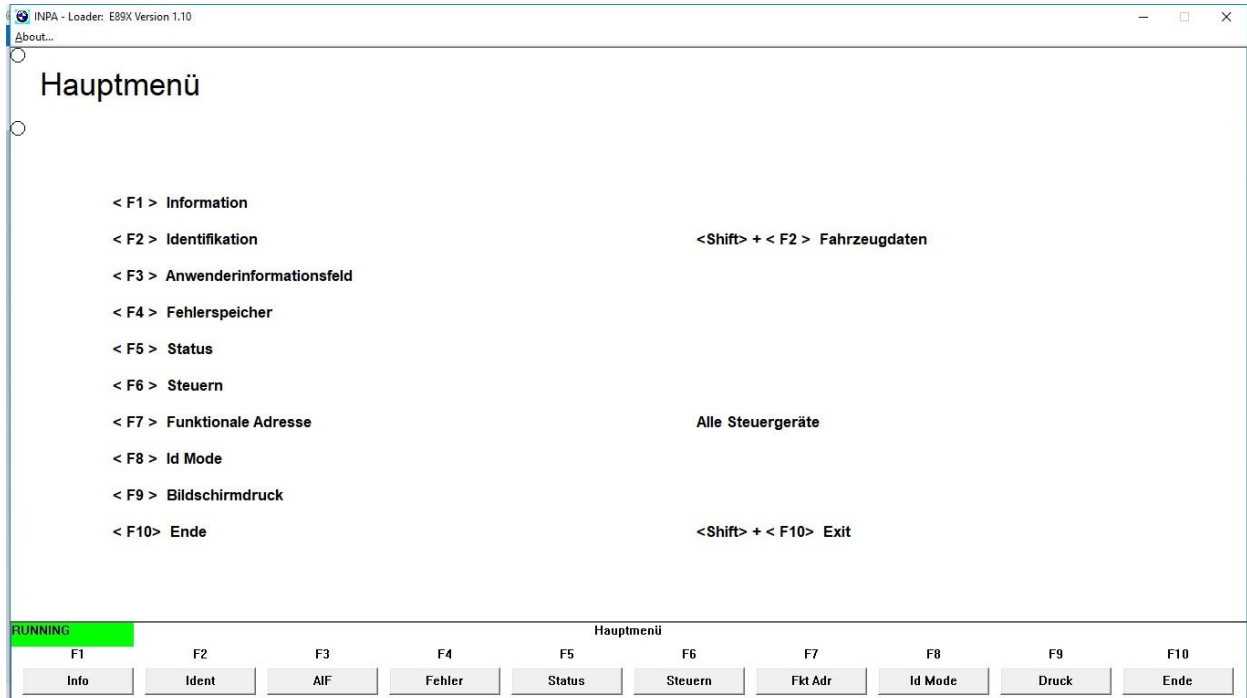 INPA - Loader: E89X Version 1.10
About...
Hauptmenü
< F1 > Information
< F2 > Identifikation <Shift> + < F2 > Fahrzeugdaten
< F3 > Anwenderinformationsfeld
< F4 > Fehlerspeicher
< F5 > Status
< F6 > Steuern
< F7 > Funktionale Adresse Alle Steuergeräte
< F8 > Id Mode
< F9 > Bildschirmdruck
< F10> Ende <Shift> + < F10> Exit
RUNNING Hauptmenü
F1 F2 F3 F4 F5 F6 F7 F8 F9 F10
Info Ident AIF Fehler Status Steuern Fkt Adr Id Mode Druck Ende